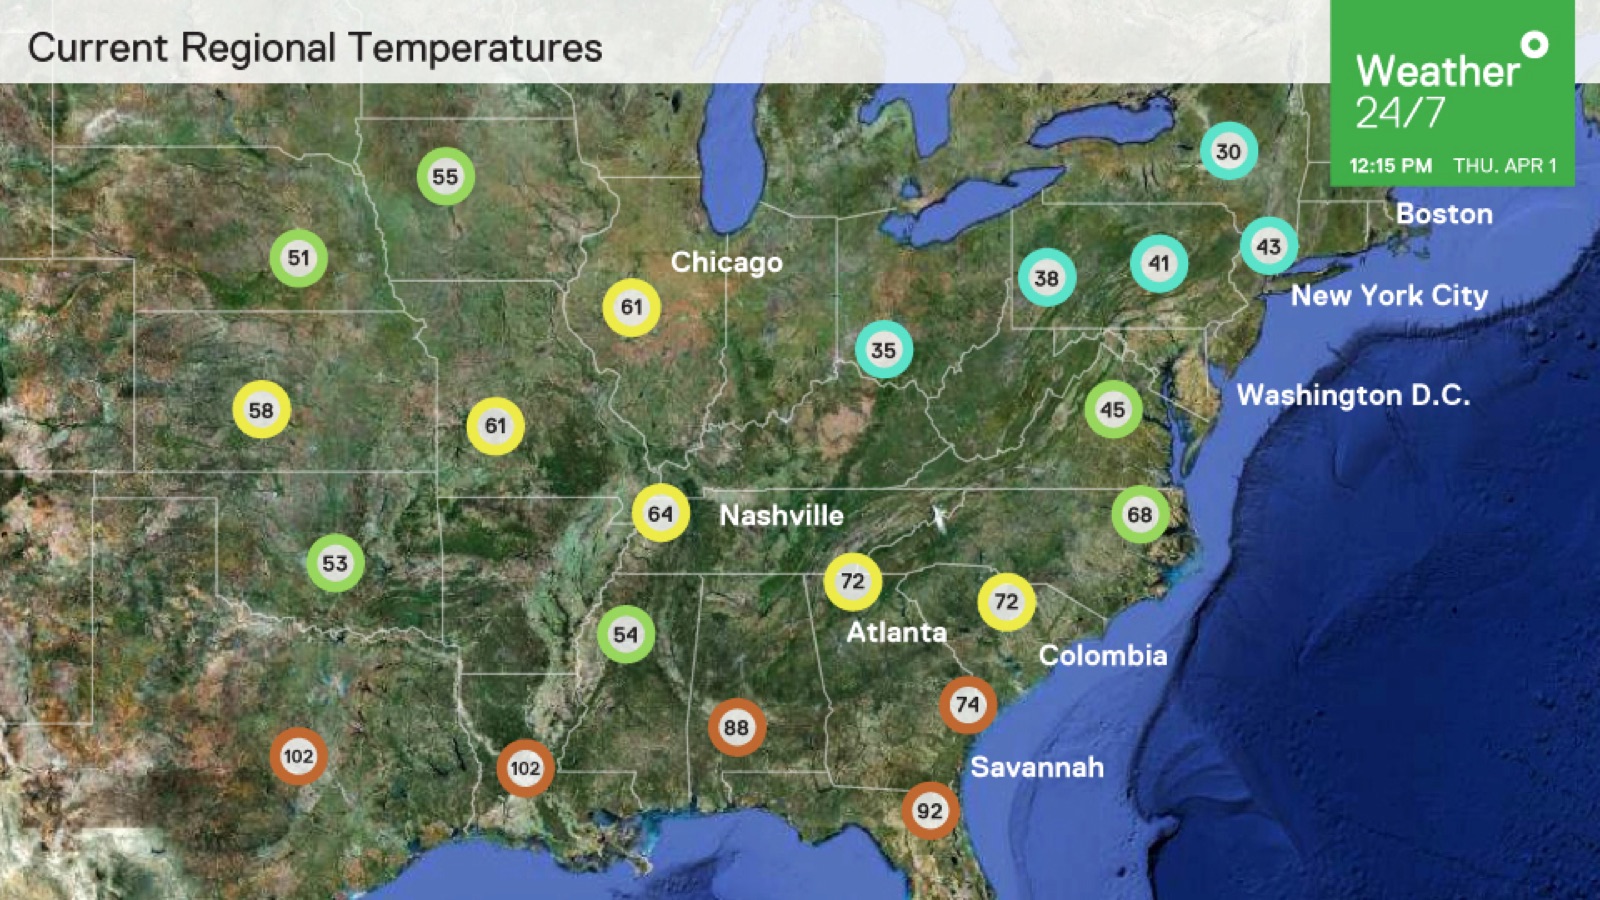 Current Regional Temperatures
Weather
24/7
12:15 PM THU. APR 1
30
55
Boston
43
51
Chicago
41
38
New York City
61
35
Washington D.C.
58
45
61
64
Nashville
68
53
72
72
Atlanta
54
Colombia
74
88
102
102
Savannah
92